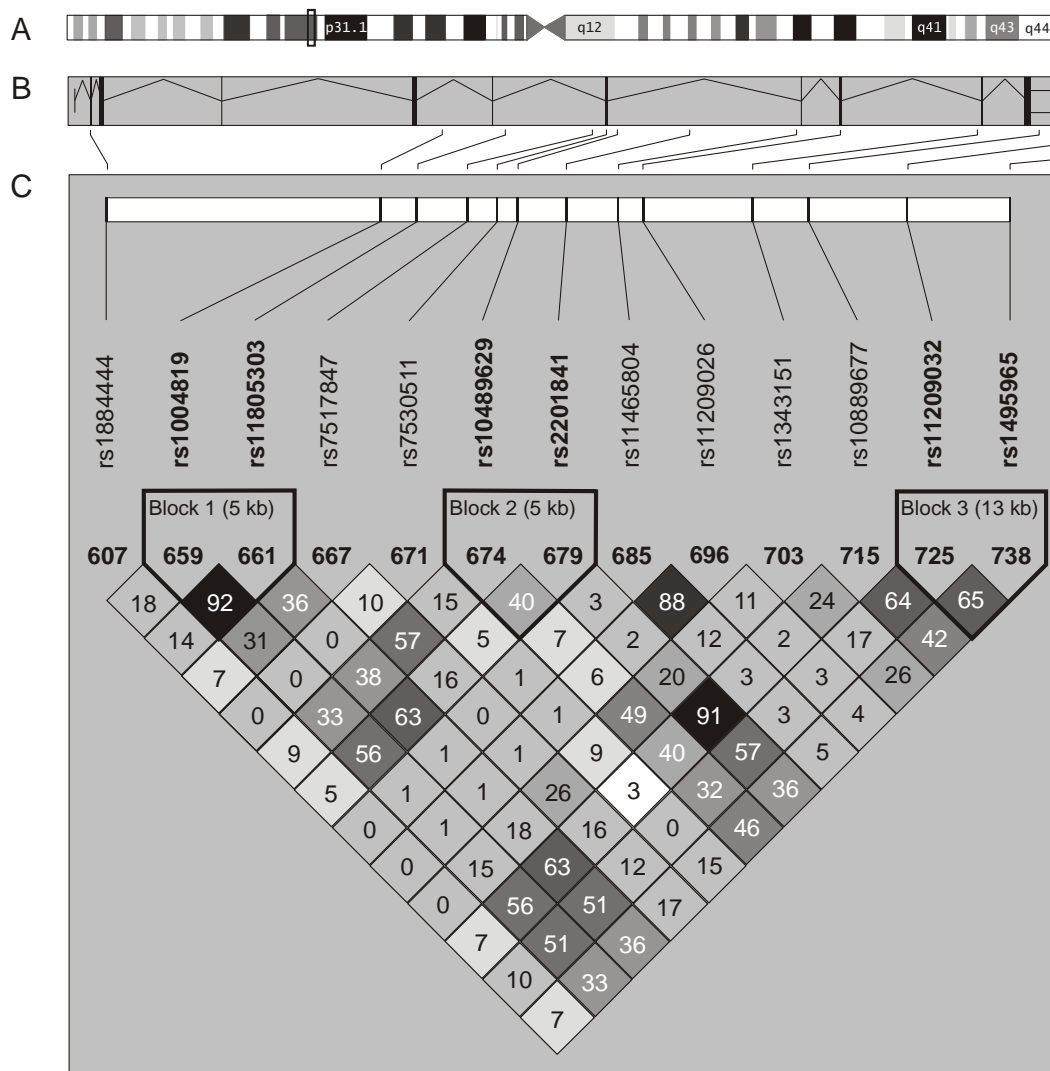 A
p31.1 q12 q41 q43 q44
B
C
rs1884444
rs1004819
rs11805303
rs7517847
rs7530511
rs10489629
rs2201841
rs11465804
rs11209026
rs1343151
rs10889677
rs11209032
rs1495965
Block 1 (5 kb) Block 2 (5 kb) Block 3 (13 kb)
607 659 661 667 671 674 679 685 696 703 715 725 738
18 92 36 10 15 40 3 88 11 24 64 65
14 31 0 57 5 7 2 12 2 17 42
7 0 38 16 1 6 20 3 3 26
0 33 63 0 1 49 91 3 4
9 56 1 1 9 40 57 5
5 1 1 26 3 32 36
0 1 18 16 0 46
0 15 63 12 15
0 56 51 17
7 51 36
10 33
7